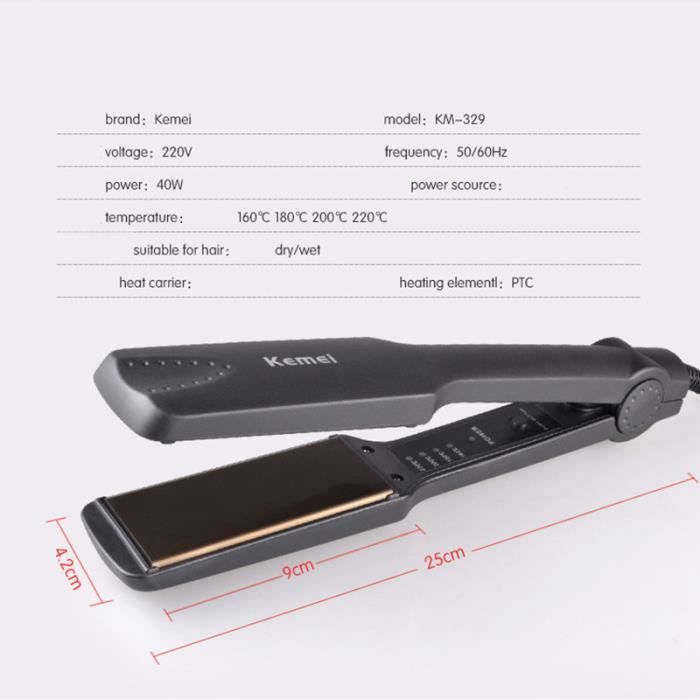 brand: Kemei model: KM-329
voltage: 220V frequency: 50/60Hz
power: 40W power scource:
temperature: 160℃ 180℃ 200℃ 220℃
suitable for hair: dry/wet
heat carrier: heating elementl: PTC
Kemei
POWER
4.2cm
9cm
25cm